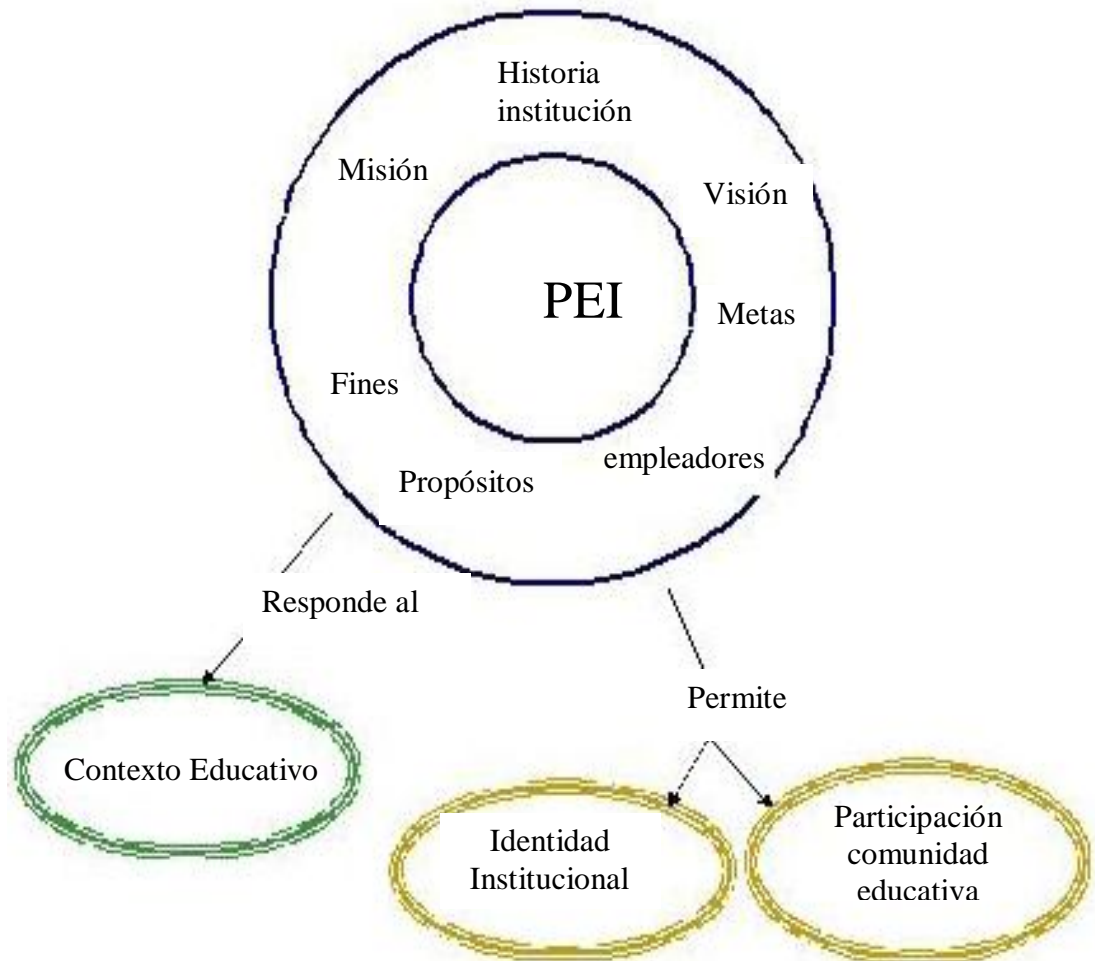 Historia
institución
Misión
Visión
PEI
Metas
Fines
empleadores
Propósitos
Responde al
Permite
Contexto Educativo
Identidad
Institucional
Participación
comunidad
educativa